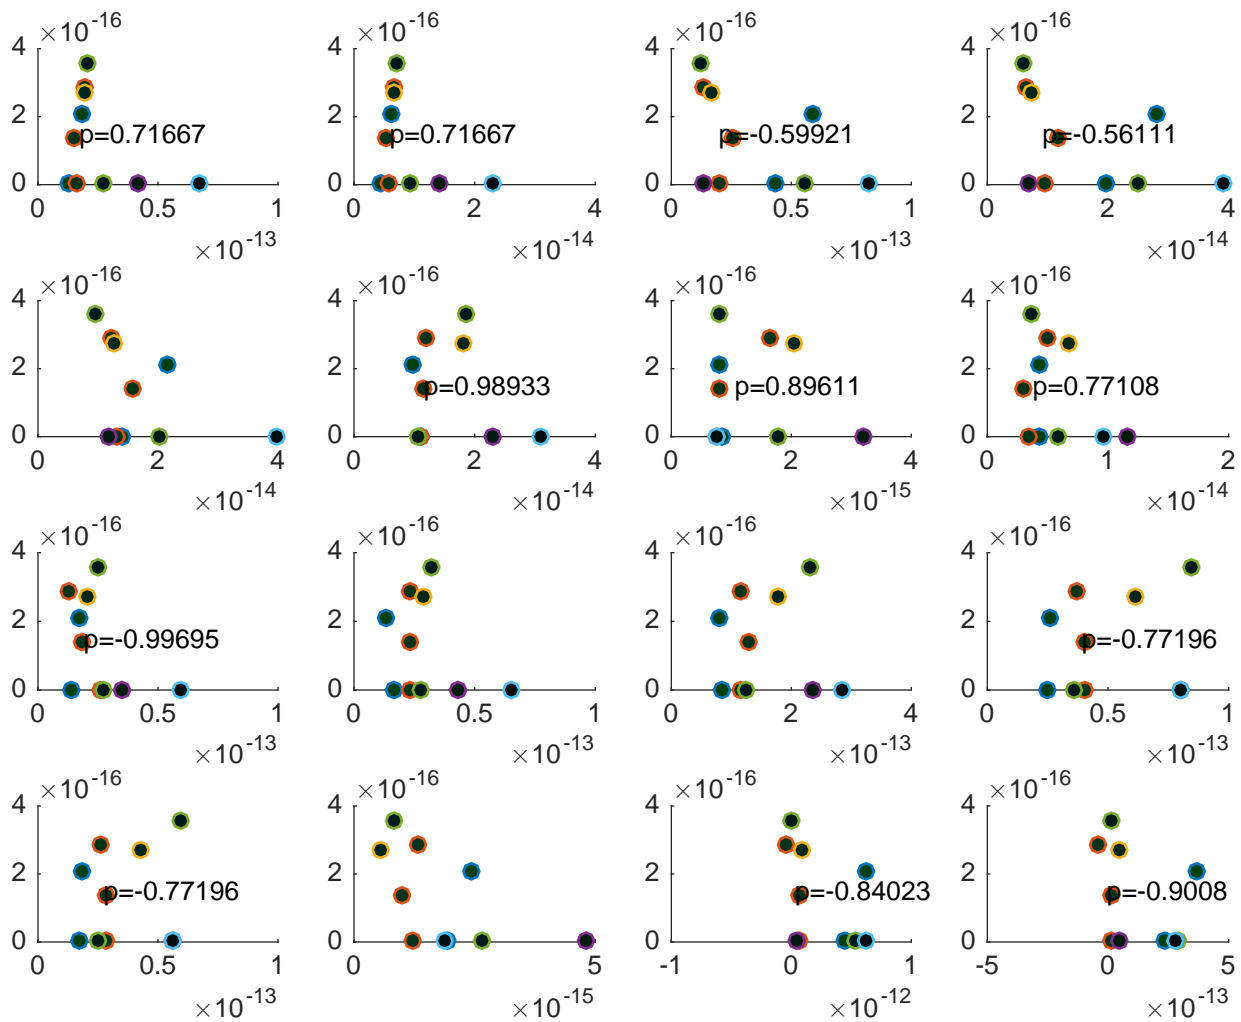 ×10-16 ×10-16 ×10-16 ×10-16
4 4 4 4
2 2 2 2
p=0.71667 p=0.71667 p=-0.59921 p=-0.56111
0 0 0 0
0 0.5 1 0 2 4 0 0.5 1 0 2 4
×10-13 ×10-14 ×10-13 ×10-14
×10-16 ×10-16 ×10-16 ×10-16
4 4 4 4
2 2 2 2
p=0.98933 p=0.89611 p=0.77108
0 0 0 0
0 2 4 0 2 4 0 2 4 0 1 2
×10-14 ×10-14 ×10-15 ×10-14
×10-16 ×10-16 ×10-16 ×10-16
4 4 4 4
2 2 2 2
p=-0.99695 p=-0.77196
0 0 0 0
0 0.5 1 0 0.5 1 0 2 4 0 0.5 1
×10-13 ×10-13 ×10-13 ×10-13
×10-16 ×10-16 ×10-16 ×10-16
4 4 4 4
2 2 2 2
p=-0.77196 p=-0.84023 p=-0.9008
0 0 0 0
0 0.5 1 0 5 -1 0 1 -5 0 5
×10-13 ×10-15 ×10-12 ×10-13